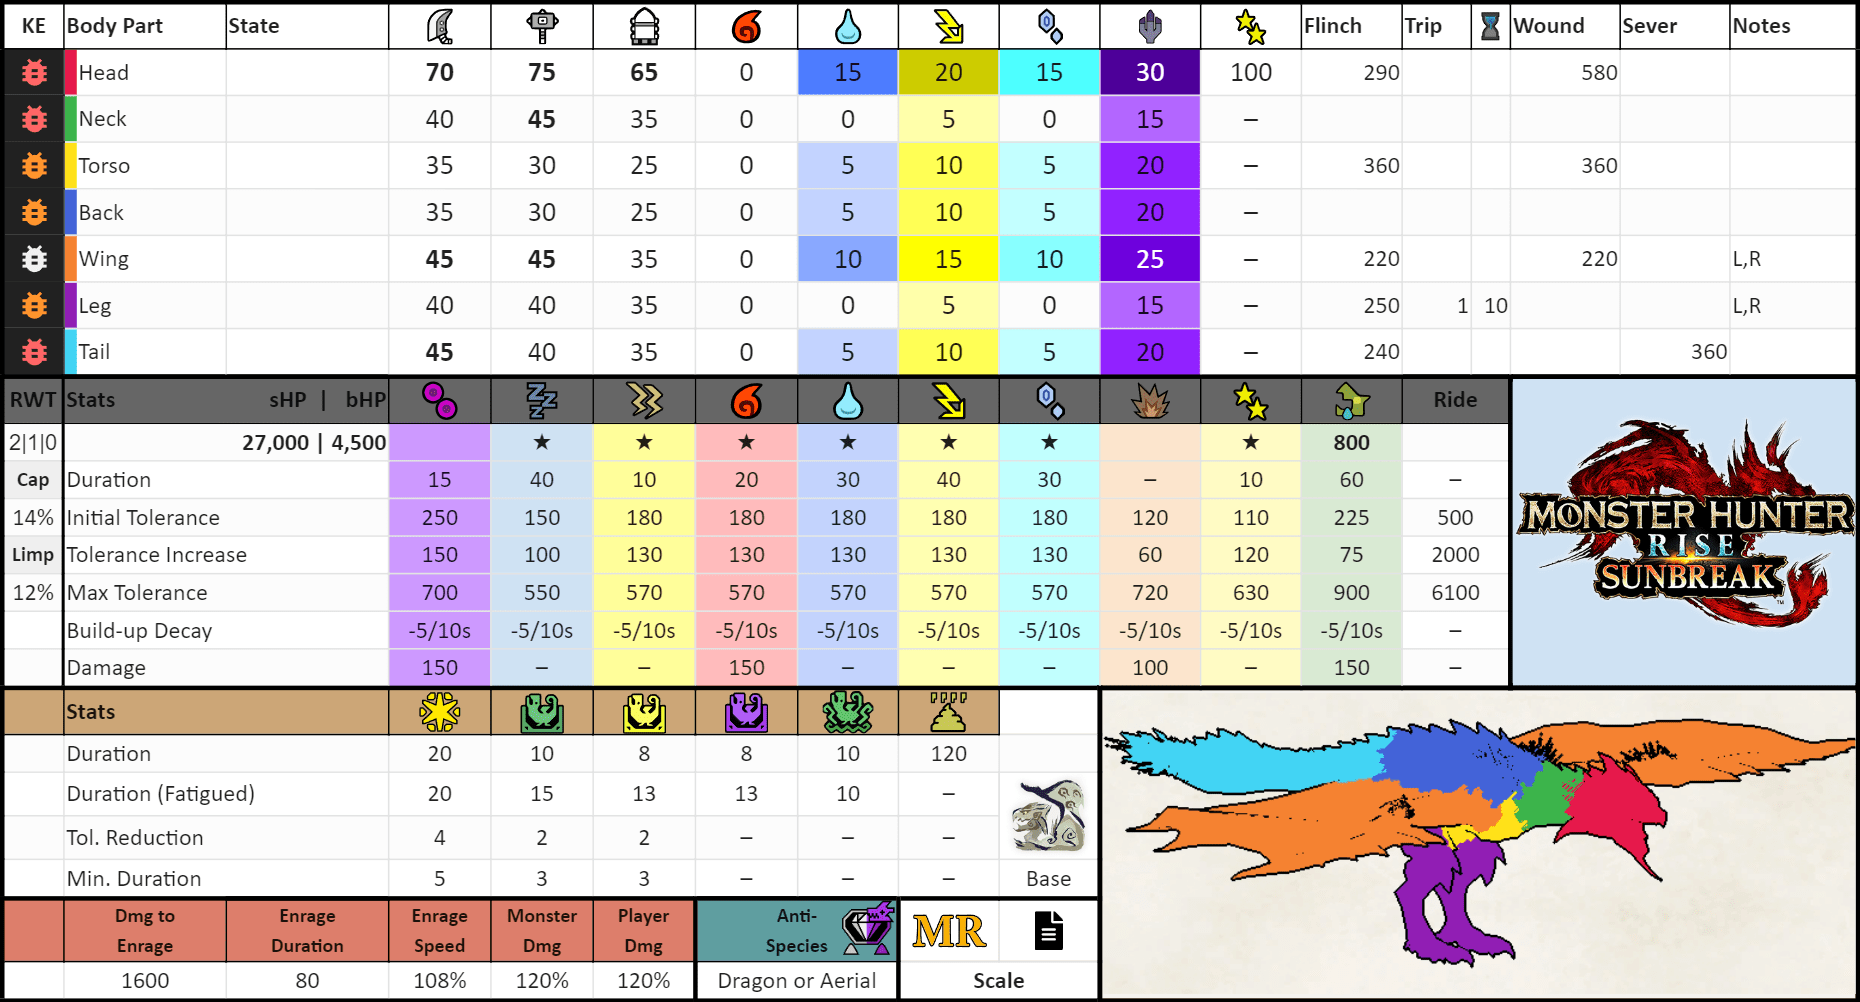 KE Body Part State Flinch Trip Wound Sever Notes
Head 70 75 65 0 15 20 15 30 100 290 580
Neck 40 45 35 0 0 5 0 15 –
Torso 35 30 25 0 5 10 5 20 – 360 360
Back 35 30 25 0 5 10 5 20 –
Wing 45 45 35 0 10 15 10 25 – 220 220 L,R
Leg 40 40 35 0 0 5 0 15 – 250 1 10 L,R
Tail 45 40 35 0 5 10 5 20 – 240 360
RWT Stats sHP | bHP Ride
2|1|0 27,000 | 4,500 ★ ★ ★ ★ ★ ★ ★ 800
Cap Duration 15 40 10 20 30 40 30 – 10 60 –
14% Initial Tolerance 250 150 180 180 180 180 180 120 110 225 500
Limp Tolerance Increase 150 100 130 130 130 130 130 60 120 75 2000
12% Max Tolerance 700 550 570 570 570 570 570 720 630 900 6100
Build-up Decay -5/10s -5/10s -5/10s -5/10s -5/10s -5/10s -5/10s -5/10s -5/10s -5/10s –
Damage 150 – – 150 – – – 100 – 150 –
MONSTER HUNTER
RISE
SUNBREAK™
Stats
Duration 20 10 8 8 10 120
Duration (Fatigued) 20 15 13 13 10 –
Tol. Reduction 4 2 2 – – –
Min. Duration 5 3 3 – – – Base
Dmg to Enrage Enrage Monster Player Anti-
Enrage Duration Speed Dmg Dmg Species MR
1600 80 108% 120% 120% Dragon or Aerial Scale